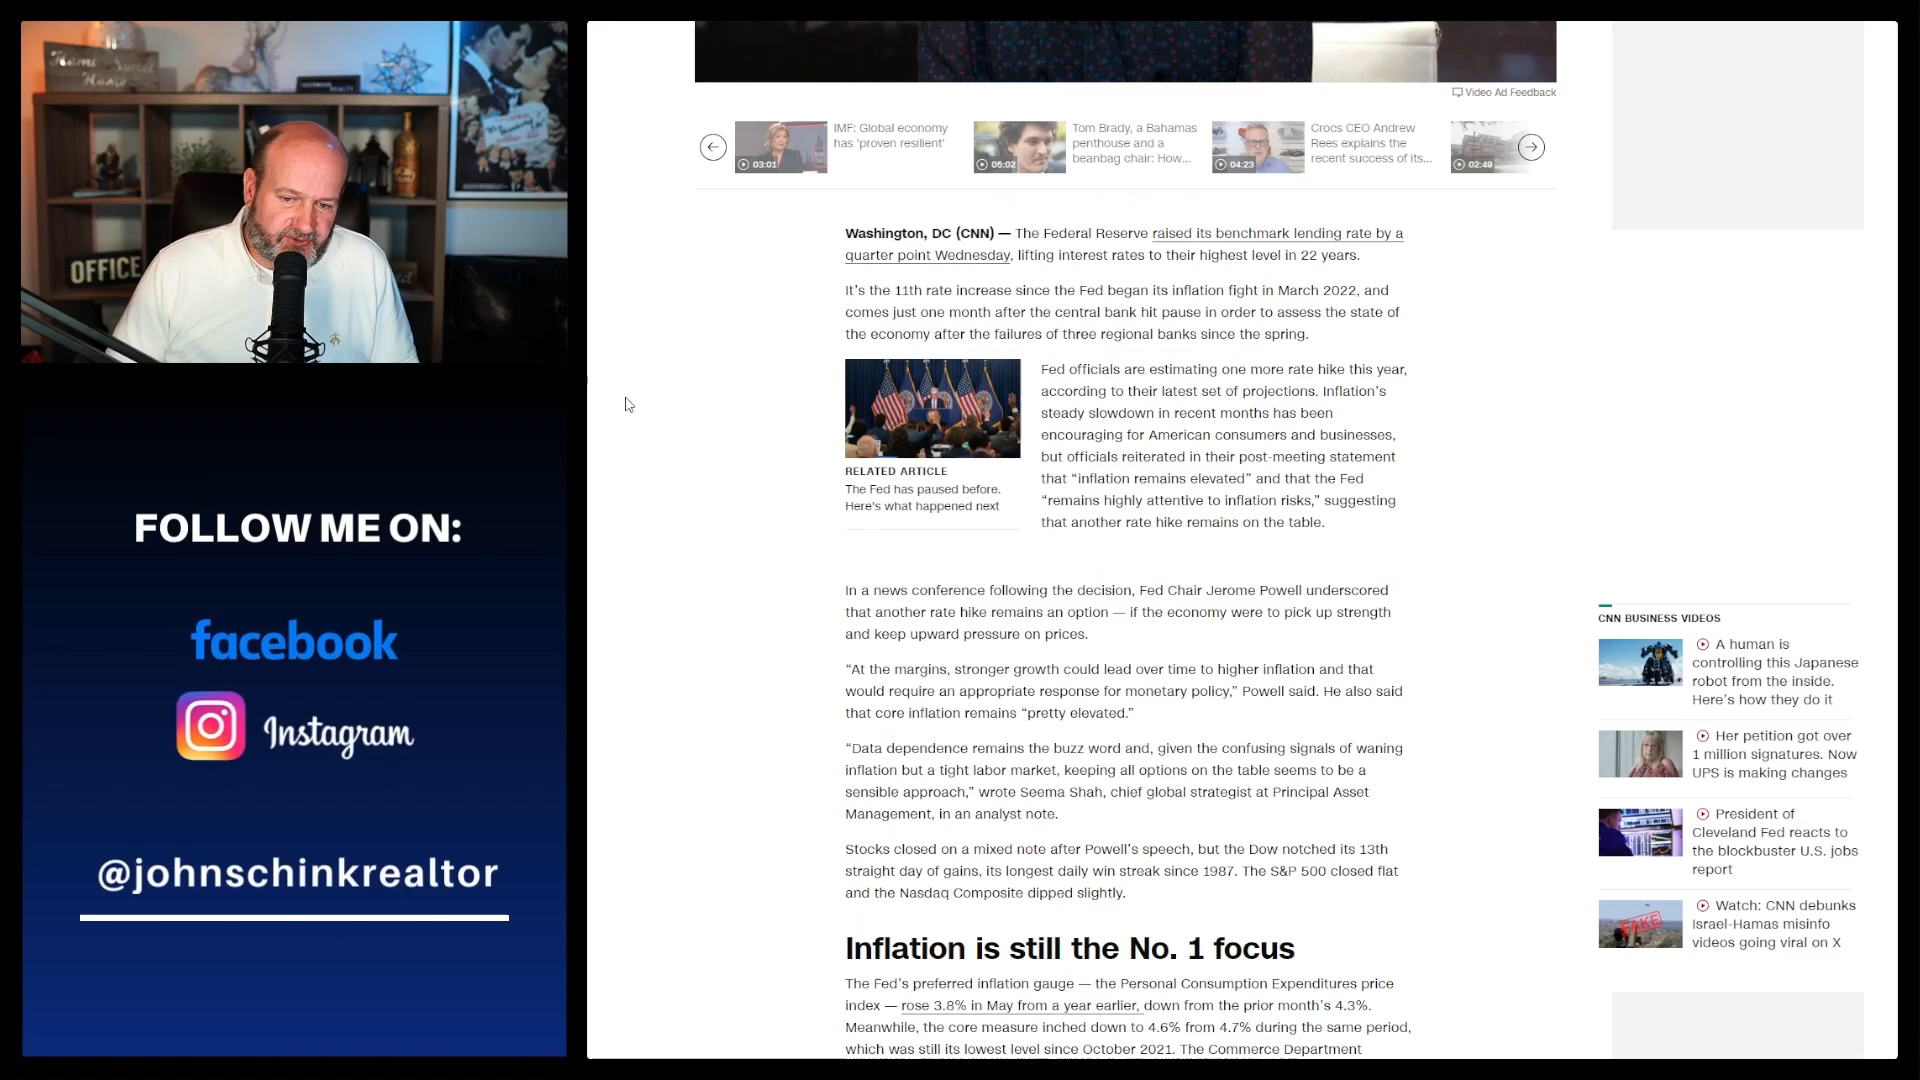 Home Sweet
Home
OFFICE
FOLLOW ME ON:
facebook
Instagram
@johnschinkrealtor
Video Ad Feedback
03:01
IMF: Global economy
has 'proven resilient'
05:02
Tom Brady, a Bahamas
penthouse and a
beanbag chair: How...
04:23
Crocs CEO Andrew
Rees explains the
recent success of its...
02:49
Washington, DC (CNN) — The Federal Reserve raised its benchmark lending rate by a
quarter point Wednesday, lifting interest rates to their highest level in 22 years.
It's the 11th rate increase since the Fed began its inflation fight in March 2022, and
comes just one month after the central bank hit pause in order to assess the state of
the economy after the failures of three regional banks since the spring.
RELATED ARTICLE
The Fed has paused before.
Here's what happened next
Fed officials are estimating one more rate hike this year,
according to their latest set of projections. Inflation's
steady slowdown in recent months has been
encouraging for American consumers and businesses,
but officials reiterated in their post-meeting statement
that “inflation remains elevated” and that the Fed
“remains highly attentive to inflation risks,” suggesting
that another rate hike remains on the table.
In a news conference following the decision, Fed Chair Jerome Powell underscored
that another rate hike remains an option — if the economy were to pick up strength
and keep upward pressure on prices.
“At the margins, stronger growth could lead over time to higher inflation and that
would require an appropriate response for monetary policy,” Powell said. He also said
that core inflation remains “pretty elevated.”
“Data dependence remains the buzz word and, given the confusing signals of waning
inflation but a tight labor market, keeping all options on the table seems to be a
sensible approach,” wrote Seema Shah, chief global strategist at Principal Asset
Management, in an analyst note.
Stocks closed on a mixed note after Powell's speech, but the Dow notched its 13th
straight day of gains, its longest daily win streak since 1987. The S&P 500 closed flat
and the Nasdaq Composite dipped slightly.
Inflation is still the No. 1 focus
The Fed's preferred inflation gauge — the Personal Consumption Expenditures price
index — rose 3.8% in May from a year earlier, down from the prior month's 4.3%.
Meanwhile, the core measure inched down to 4.6% from 4.7% during the same period,
which was still its lowest level since October 2021. The Commerce Department
CNN BUSINESS VIDEOS
A human is
controlling this Japanese
robot from the inside.
Here's how they do it
Her petition got over
1 million signatures. Now
UPS is making changes
President of
Cleveland Fed reacts to
the blockbuster U.S. jobs
report
FAKE
Watch: CNN debunks
Israel-Hamas misinfo
videos going viral on X